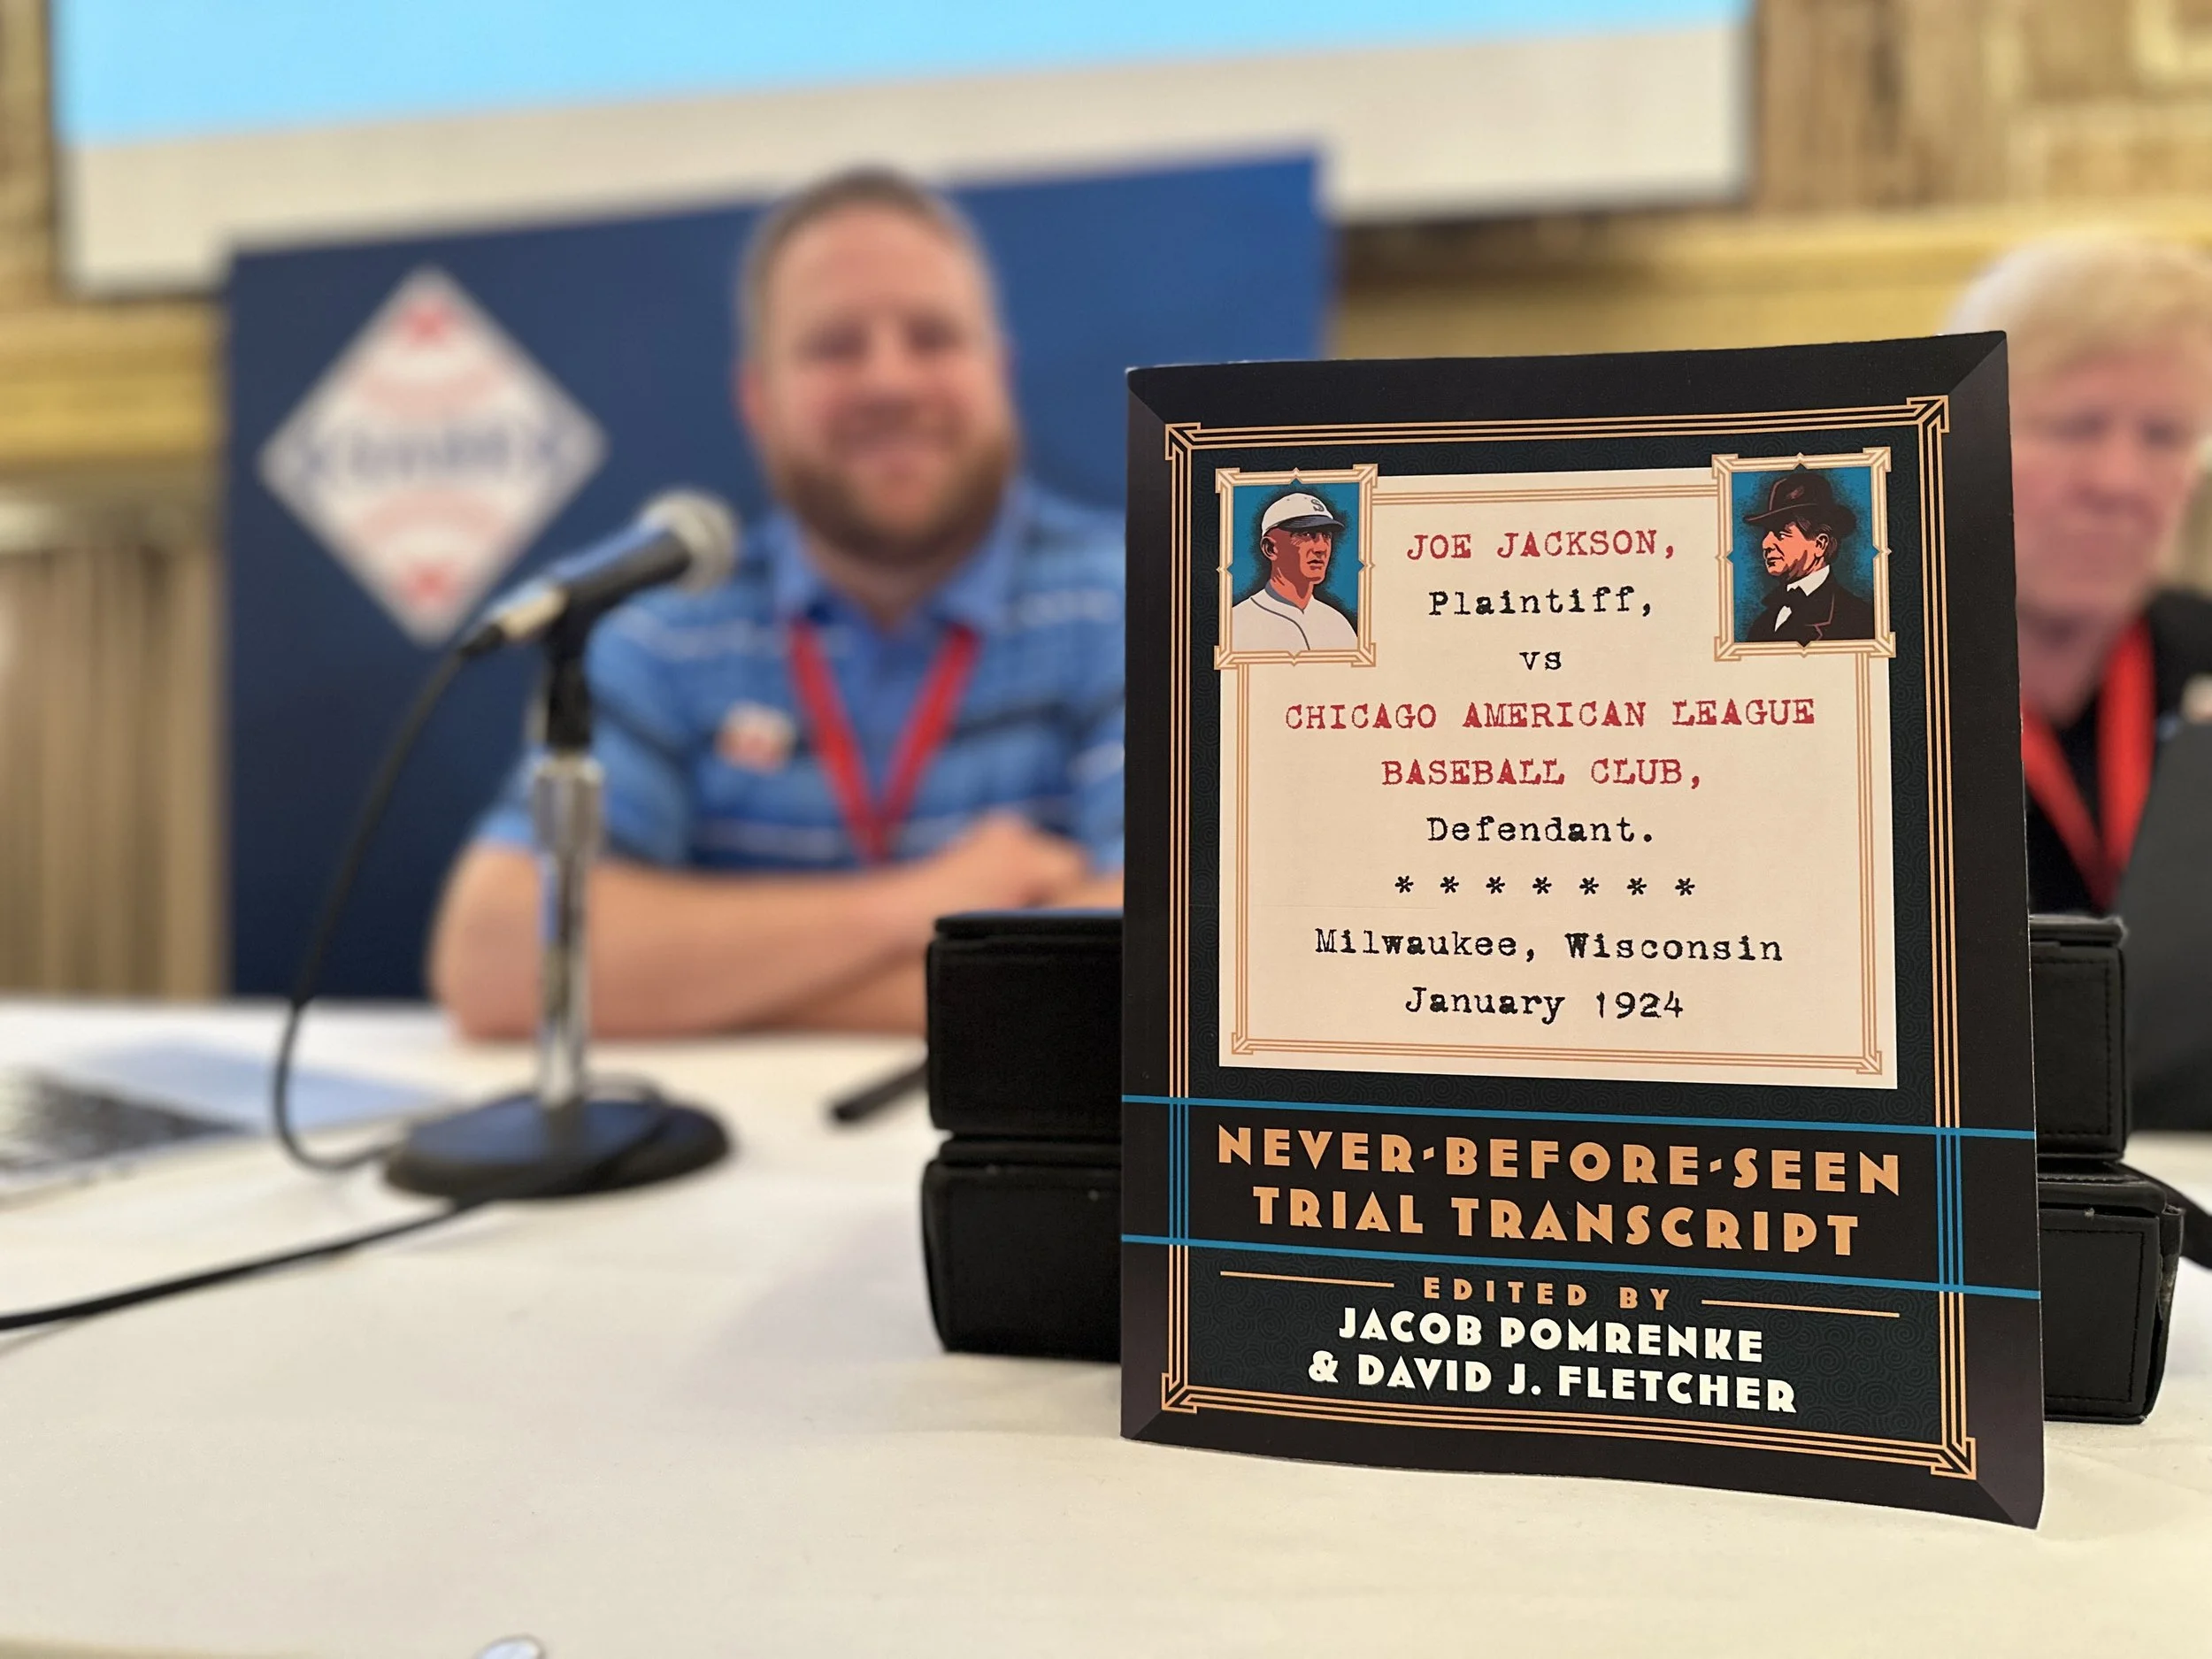 JOE JACKSON,
Plaintiff,
vs
CHICAGO AMERICAN LEAGUE
BASEBALL CLUB,
Defendant.
* * * * * * *
Milwaukee, Wisconsin
January 1924
NEVER-BEFORE-SEEN
TRIAL TRANSCRIPT
EDITED BY
JACOB POMRENKE
& DAVID J. FLETCHER